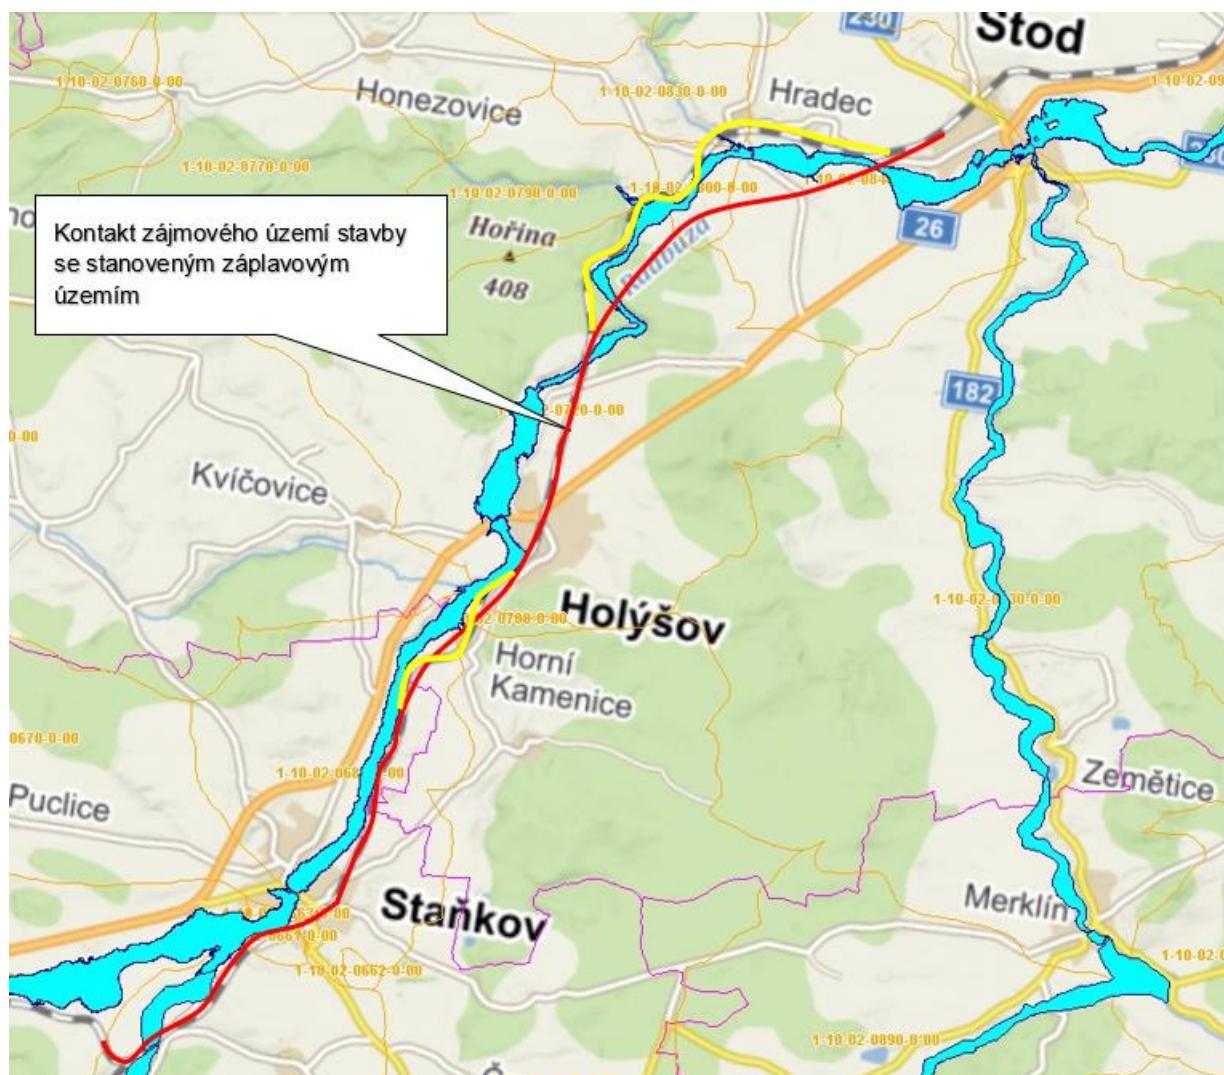 230
Stod
1-10-02-0760-0-00
Honezovice
1-10-02-0830-0-00
Hradec
1-10-02-0770-0-00
1-10-02-0790-0-00
Hořina
408
Radbuza
26
Kontakt zájmového území stavby
se stanoveným záplavovým
územím
182
Kvíčovice
Holýšov
Horní
Kamenice
Puclice
Zemětice
Merklín
Staňkov
1-10-02-0662-0-00
1-10-02-0890-0-00